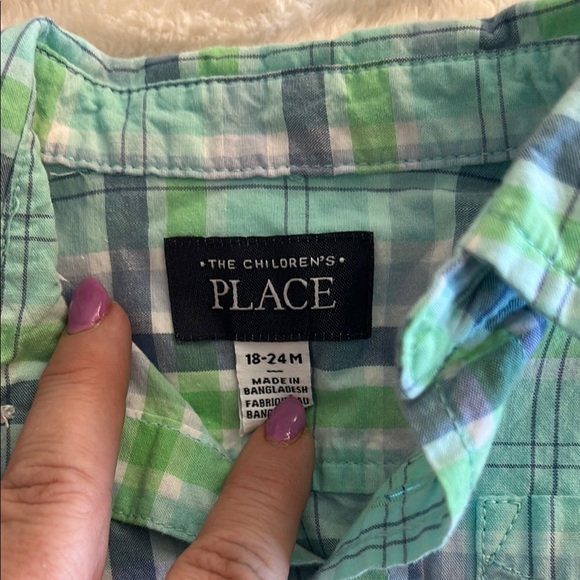 • THE CHILDREN'S •
PLACE
18-24 M
MADE IN
BANGLADESH